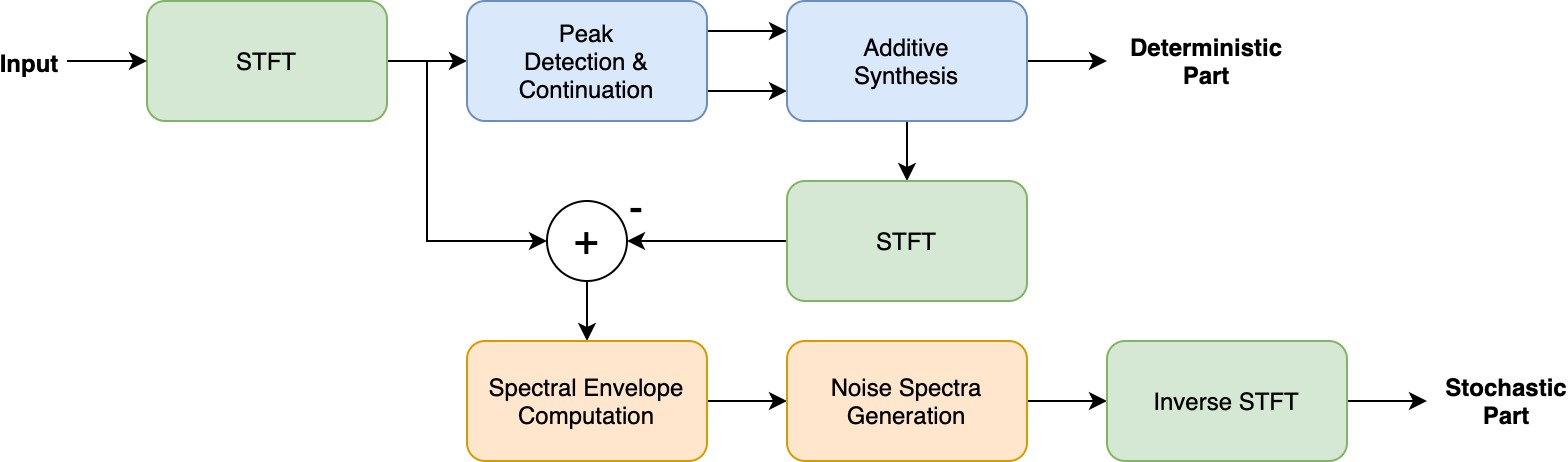 Input
STFT
Peak
Detection &
Continuation
Additive
Synthesis
Deterministic
Part
-
+
STFT
Spectral Envelope
Computation
Noise Spectra
Generation
Inverse STFT
Stochastic
Part